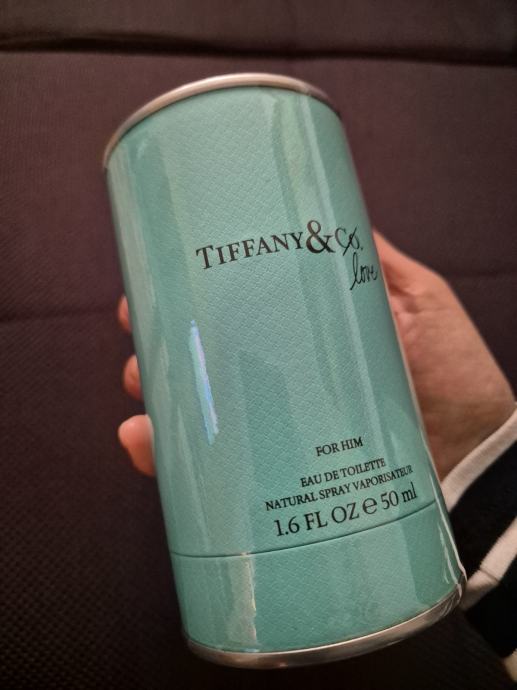 TIFFANY & Co.
love
FOR HIM
EAU DE TOILETTE
NATURAL SPRAY VAPORISATEUR
1.6 FL OZ ℮ 50 ml